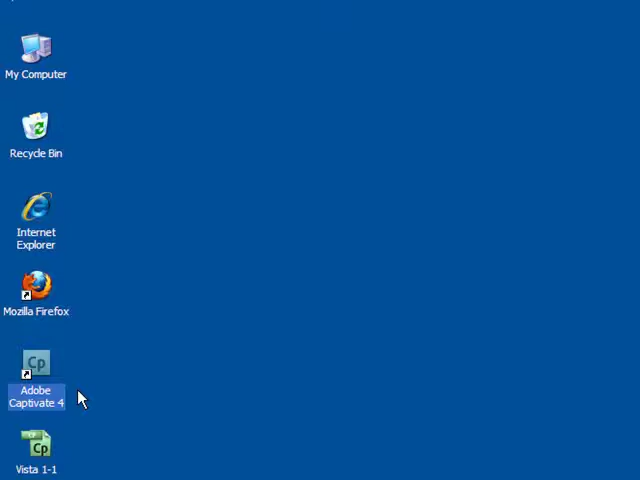 My Computer
Recycle Bin
Internet
Explorer
Mozilla Firefox
Cp
Adobe
Captivate 4
Cp
Vista 1-1